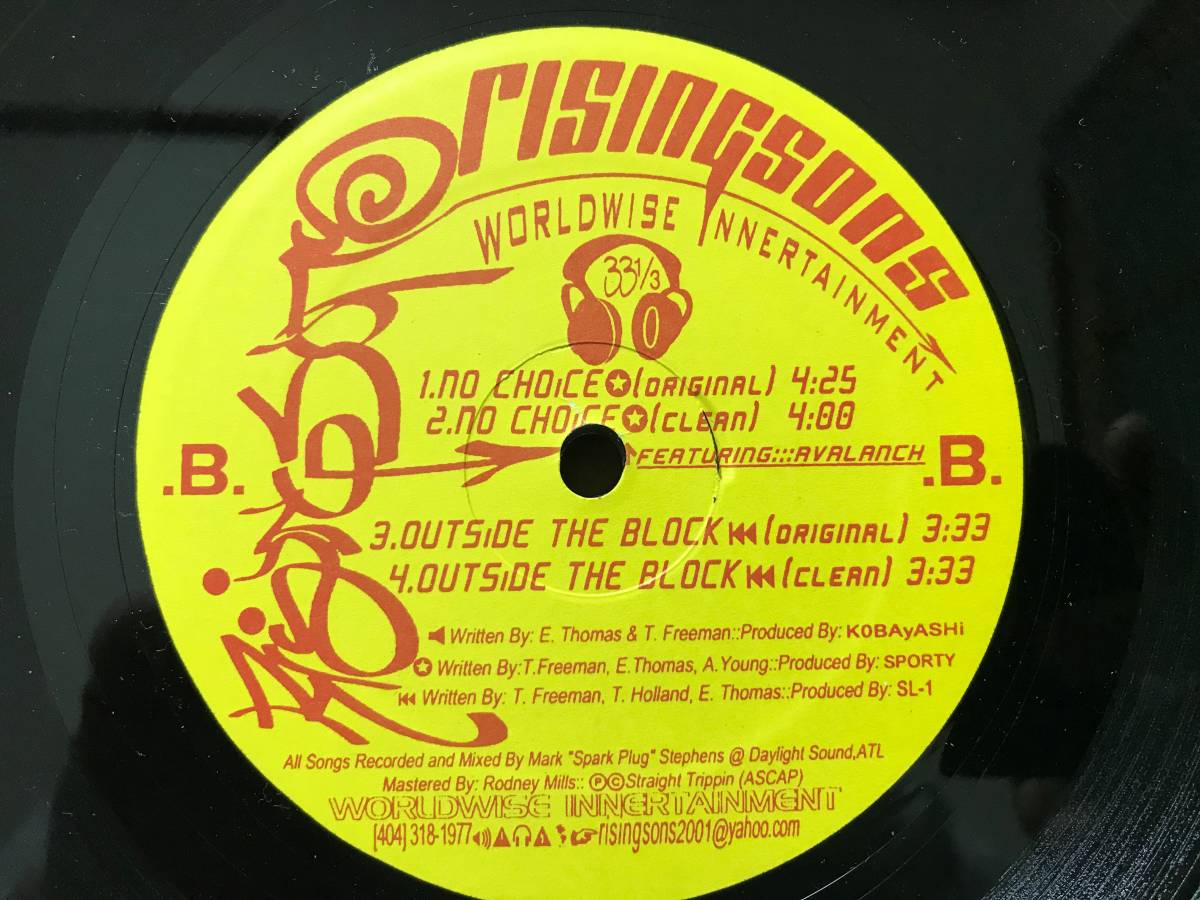 risingsons
WORLDWISE INNERTAINMENT
33 1/3
1.NO CHOiCE (ORIGINAL) 4:25
2.NO CHOiCE (CLEAN) 4:00
FEATURING:::AVALANCH
.B. .B.
3.OUTSiDE THE BLOCK (ORIGINAL) 3:33
4.OUTSiDE THE BLOCK (CLEAN) 3:33
Written By: E. Thomas & T. Freeman::Produced By: K0BAyASHi
Written By:T.Freeman, E.Thomas, A.Young::Produced By: SPORTY
Written By: T. Freeman, T. Holland, E. Thomas::Produced By: SL-1
All Songs Recorded and Mixed By Mark "Spark Plug" Stephens @ Daylight Sound,ATL
Mastered By: Rodney Mills:: ℗©Straight Trippin (ASCAP)
WORLDWISE INNERTAINMENT
[404] 318-1977 risingsons2001@yahoo.com